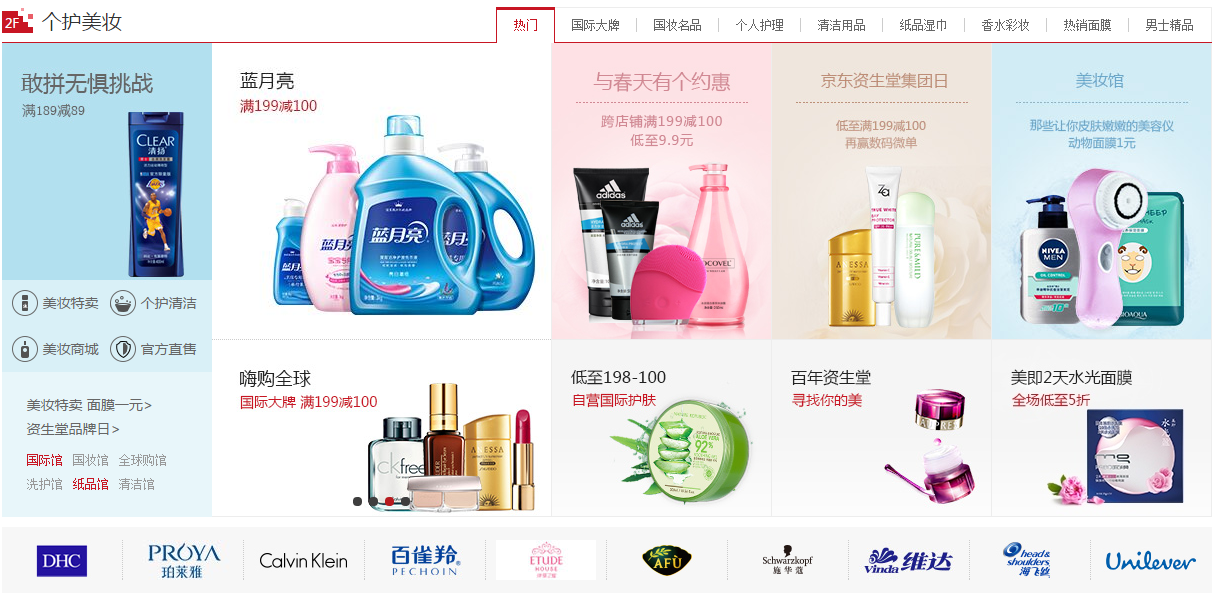 2F 个护美妆
热门 国际大牌 国妆名品 个人护理 清洁用品 纸品湿巾 香水彩妆 热销面膜 男士精品
敢拼无惧挑战
满189减89
CLEAR
清扬
美妆特卖 个护清洁
美妆商城 官方直售
美妆特卖 面膜一元>
资生堂品牌日>
国际馆 国妆馆 全球购馆
洗护馆 纸品馆 清洁馆
蓝月亮
满199减100
蓝月亮
与春天有个约惠
跨店铺满199减100
低至9.9元
adidas
adidas
京东资生堂集团日
低至满199减100
再赢数码微单
Za
美妆馆
那些让你皮肤嫩嫩的美容仪
动物面膜1元
NIVEA
MEN
OIL CONTROL
BIOAQUA
嗨购全球
国际大牌 满199减100
ckfree
低至198-100
自营国际护肤
ALOE VERA
92%
百年资生堂
寻找你的美
美即2天水光面膜
全场低至5折
DHC
PROYA
珀莱雅
Calvin Klein
百雀羚
PECHOIN
ETUDE
HOUSE
AFU
Schwarzkopf
施华蔻
Vinda 维达
head&
shoulders
海飞丝
Unilever